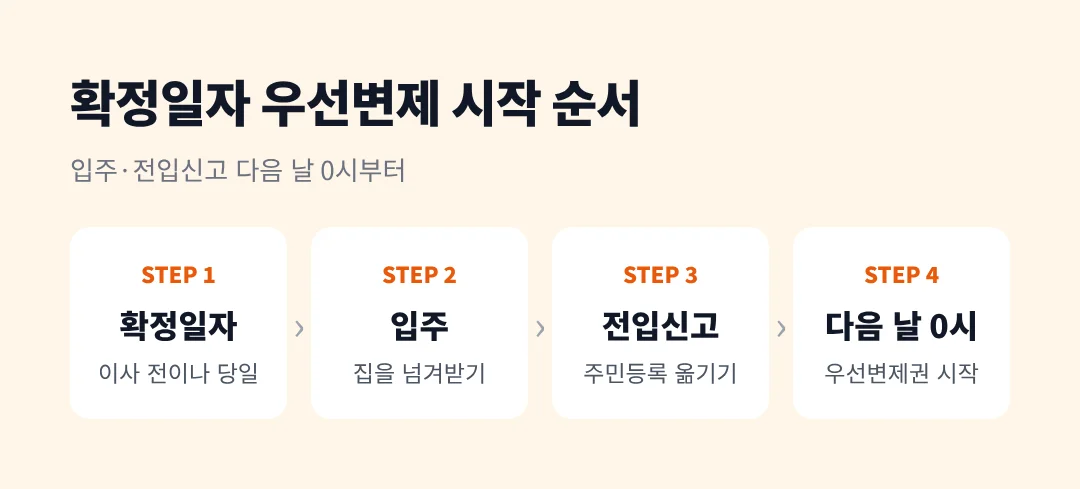 확정일자 우선변제 시작 순서
입주·전입신고 다음 날 0시부터
STEP 1
확정일자
이사 전이나 당일
›
STEP 2
입주
집을 넘겨받기
›
STEP 3
전입신고
주민등록 옮기기
›
STEP 4
다음 날 0시
우선변제권 시작